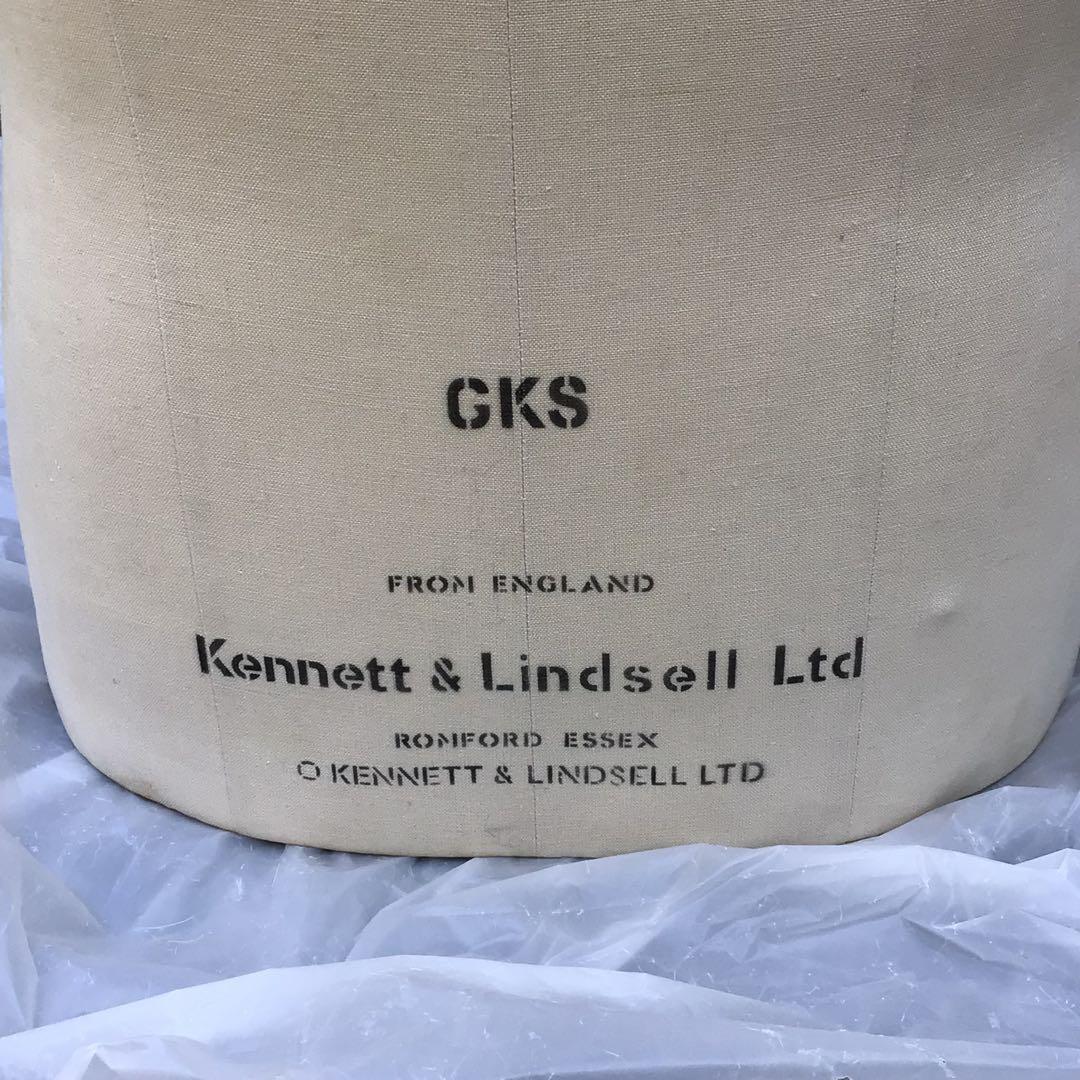 GKS
FROM ENGLAND
Kennett & Lindsell Ltd
ROMFORD ESSEX
© KENNETT & LINDSELL LTD